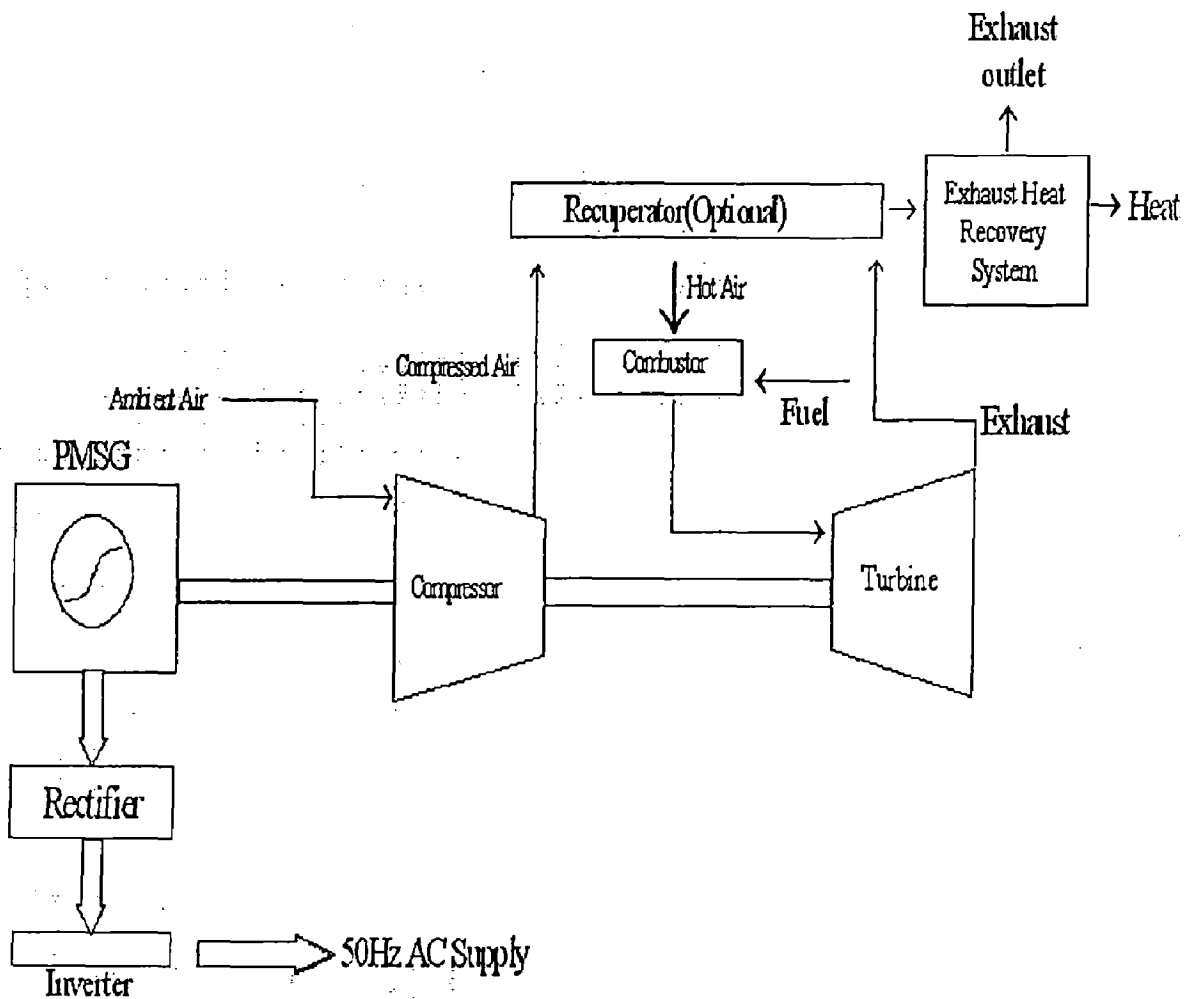 Exhaust
outlet
Recuperator(Optional)
Exhaust Heat
Recovery
System
Heat
Hot Air
Compressed Air
Combustor
Ambient Air
Fuel
Exhaust
PMSG
Compressor
Turbine
Rectifier
50Hz AC Supply
Inverter